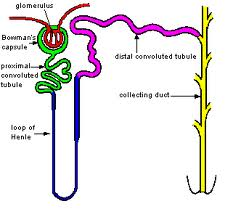 glomerulus
Bowman's
capsule
proximal
convoluted
tubule
loop of
Henle
distal convoluted tubule
collecting duct